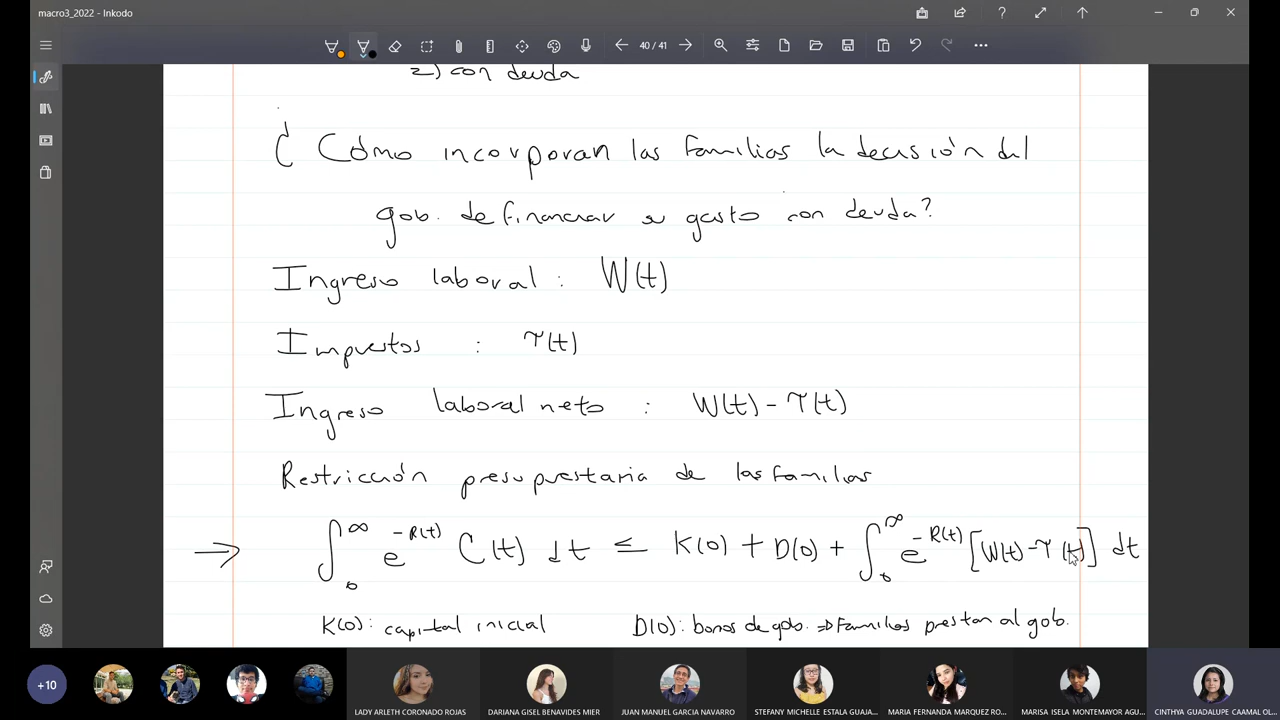 macro3_2022 - Inkodo
40 / 41
2) con deuda
¿ Cómo incorporan las familias la decisión del
gob. de financiar su gasto con deuda?
Ingreso laboral : W(t)
Impuestos : T(t)
Ingreso laboral neto : W(t) - T(t)
Restricción presupuestaria de las familias
→ ∫₀^∞ e^{-R(t)} C(t) dt ≤ K(0) + D(0) + ∫₀^∞ e^{-R(t)} [W(t) - T(t)] dt
K(0): capital inicial D(0): bonos de gob. ⇒ Familias prestan al gob.
+10
LADY ARLETH CORONADO ROJAS
DARIANA GISEL BENAVIDES MIER
JUAN MANUEL GARCIA NAVARRO
STEFANY MICHELLE ESTALA GUAJA...
MARIA FERNANDA MARQUEZ RO...
MARISA ISELA MONTEMAYOR AGU...
CINTHYA GUADALUPE CAAMAL OL...